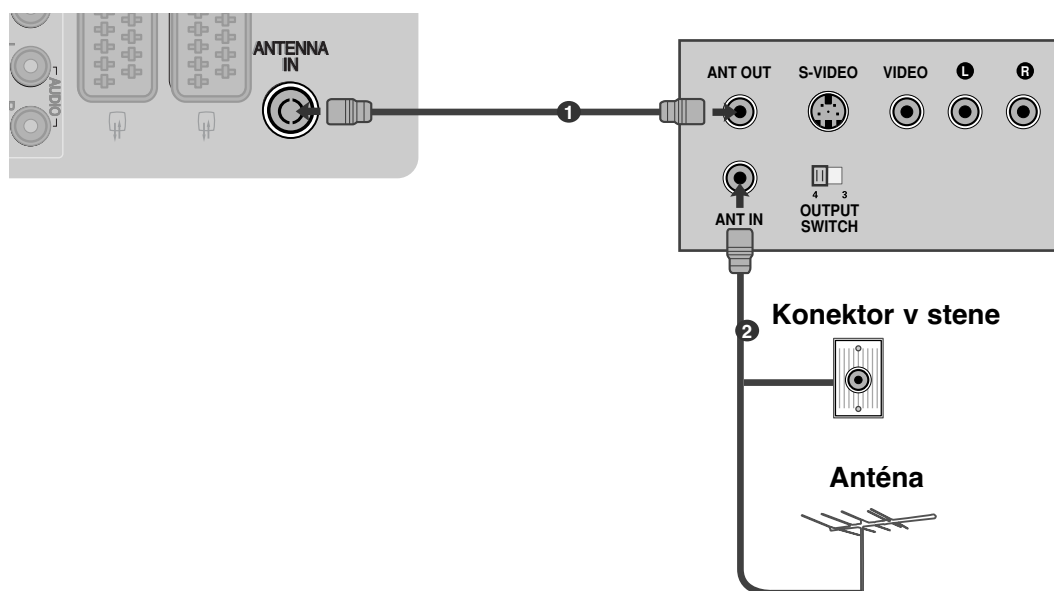 AUDIO
ANTENNA
IN
1
ANT OUT
S-VIDEO
VIDEO
L
R
4
3
ANT IN
OUTPUT
SWITCH
2
Konektor v stene
Anténa